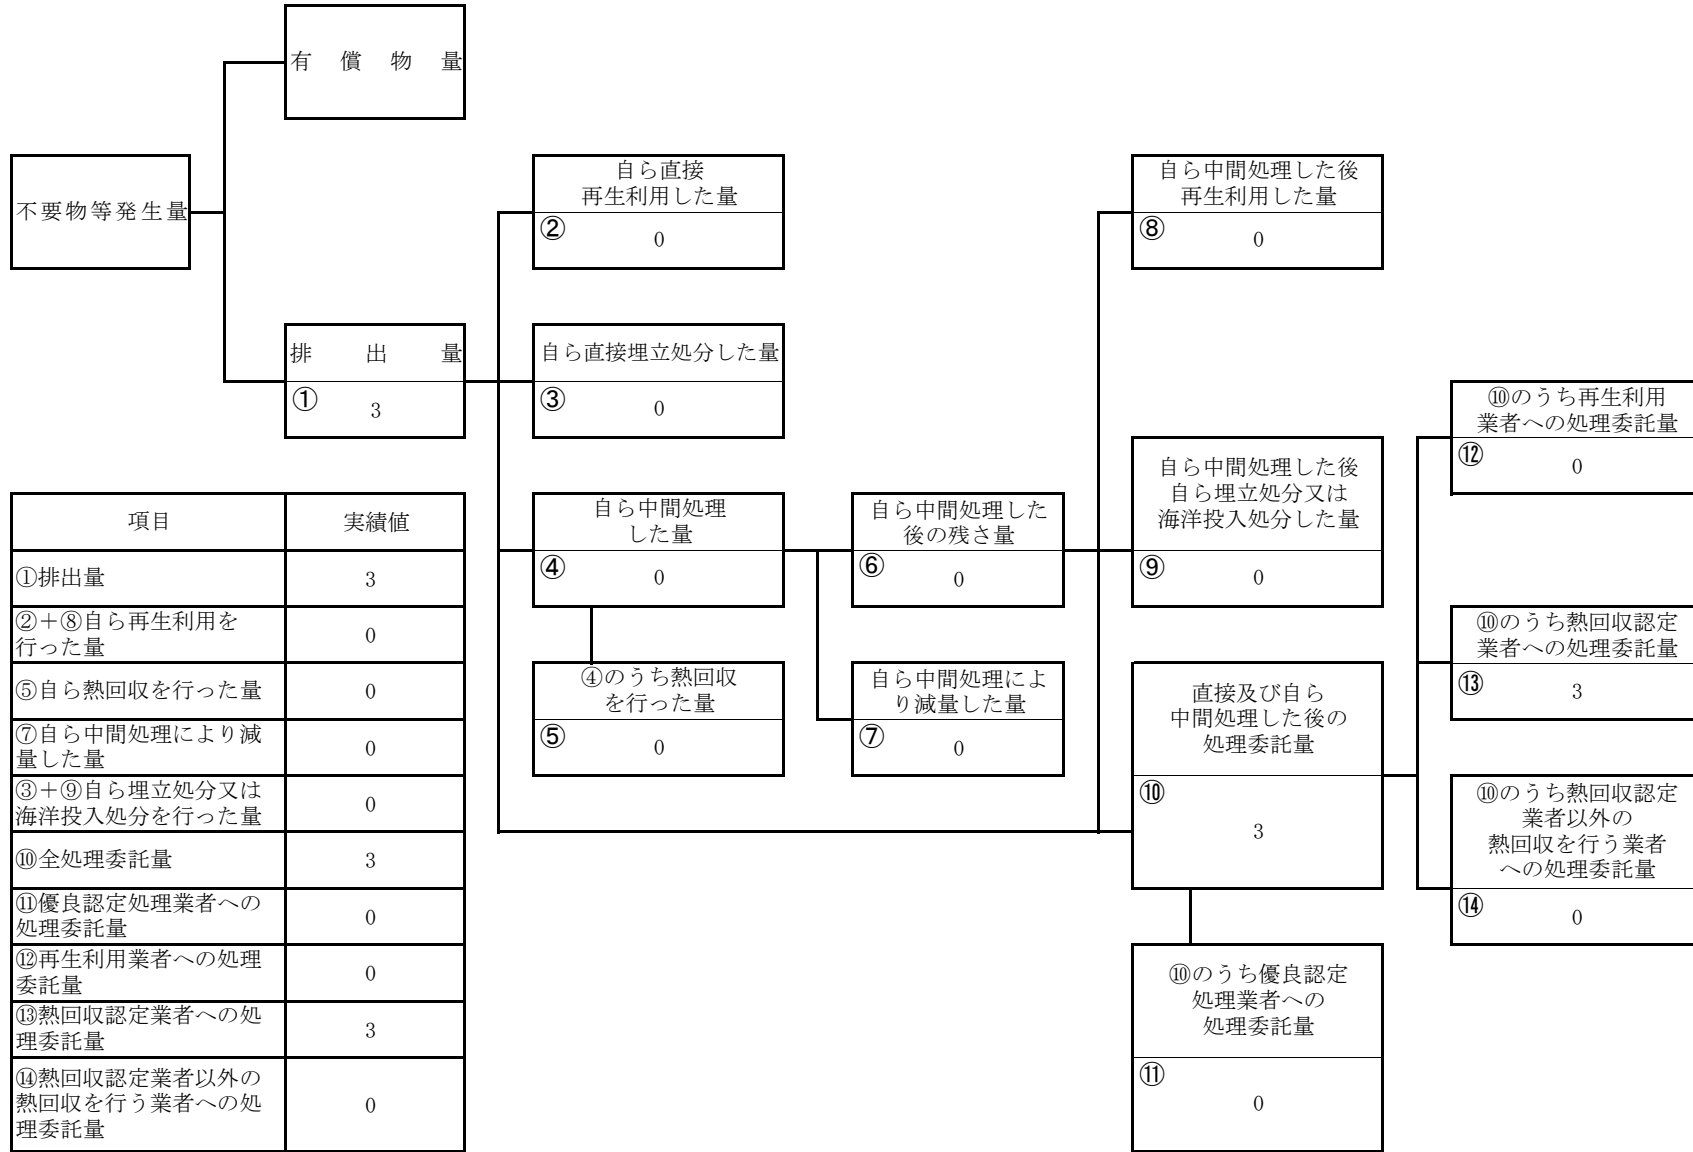 有償物量
不要物等発生量
自ら直接
再生利用した量
②
0
自ら中間処理した後
再生利用した量
⑧
0
排出量
①
3
自ら直接埋立処分した量
③
0
⑩のうち再生利用
業者への処理委託量
⑫
0
自ら中間処理
した量
④
0
自ら中間処理した
後の残さ量
⑥
0
自ら中間処理した後
自ら埋立処分又は
海洋投入処分した量
⑨
0
⑩のうち熱回収認定
業者への処理委託量
⑬
3
④のうち熱回収
を行った量
⑤
0
自ら中間処理によ
り減量した量
⑦
0
直接及び自ら
中間処理した後の
処理委託量
⑩
3
⑩のうち熱回収認定
業者以外の
熱回収を行う業者
への処理委託量
⑭
0
⑩のうち優良認定
処理業者への
処理委託量
⑪
0
項目 実績値
①排出量 3
②＋⑧自ら再生利用を
行った量 0
⑤自ら熱回収を行った量 0
⑦自ら中間処理により減
量した量 0
③＋⑨自ら埋立処分又は
海洋投入処分を行った量 0
⑩全処理委託量 3
⑪優良認定処理業者への
処理委託量 0
⑫再生利用業者への処理
委託量 0
⑬熱回収認定業者への処
理委託量 3
⑭熱回収認定業者以外の
熱回収を行う業者への処
理委託量 0